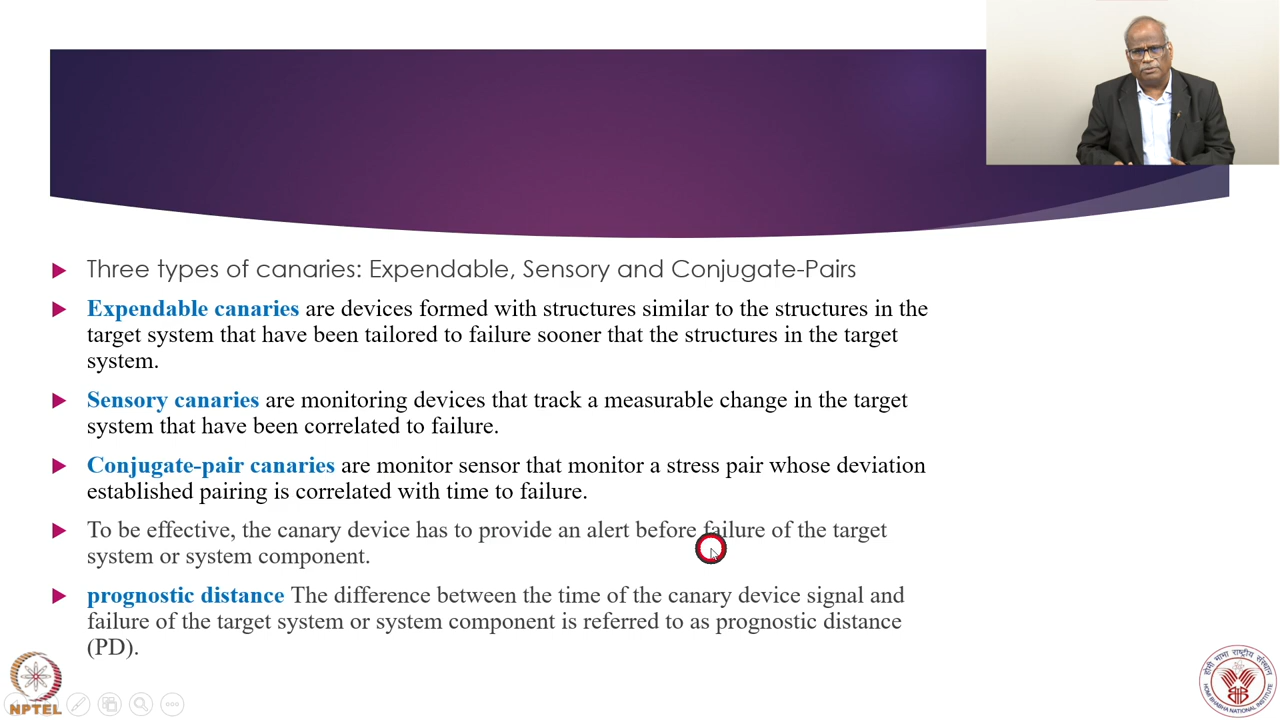 Three types of canaries: Expendable, Sensory and Conjugate-Pairs
Expendable canaries are devices formed with structures similar to the structures in the
target system that have been tailored to failure sooner that the structures in the target
system.
Sensory canaries are monitoring devices that track a measurable change in the target
system that have been correlated to failure.
Conjugate-pair canaries are monitor sensor that monitor a stress pair whose deviation
established pairing is correlated with time to failure.
To be effective, the canary device has to provide an alert before failure of the target
system or system component.
prognostic distance The difference between the time of the canary device signal and
failure of the target system or system component is referred to as prognostic distance
(PD).
NPTEL
होमी भाभा राष्ट्रीय संस्थान
HOMI BHABHA NATIONAL INSTITUTE